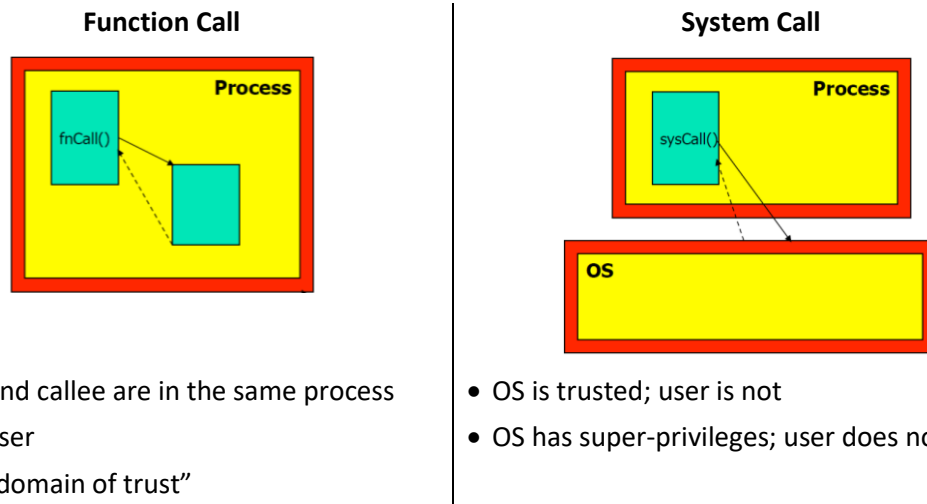 Function Call
Process
fnCall()
nd callee are in the same process
ser
domain of trust”
System Call
Process
sysCall()
OS
• OS is trusted; user is not
• OS has super-privileges; user does no